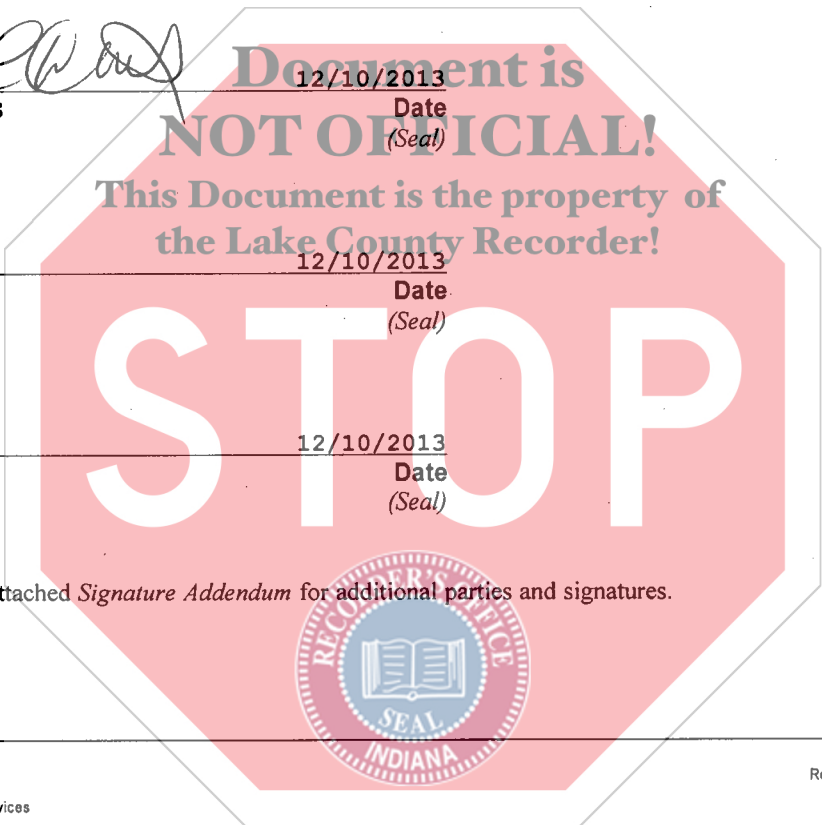 Document is
12/10/2013
s
Date
NOT OFFICIAL!
(Seal)
This Document is the property of
the Lake County Recorder!
12/10/2013
Date
(Seal)
STOP
12/10/2013
Date
(Seal)
ttached Signature Addendum for additional parties and signatures.
RECORDER'S OFFICE
SEAL
INDIANA
R
vices